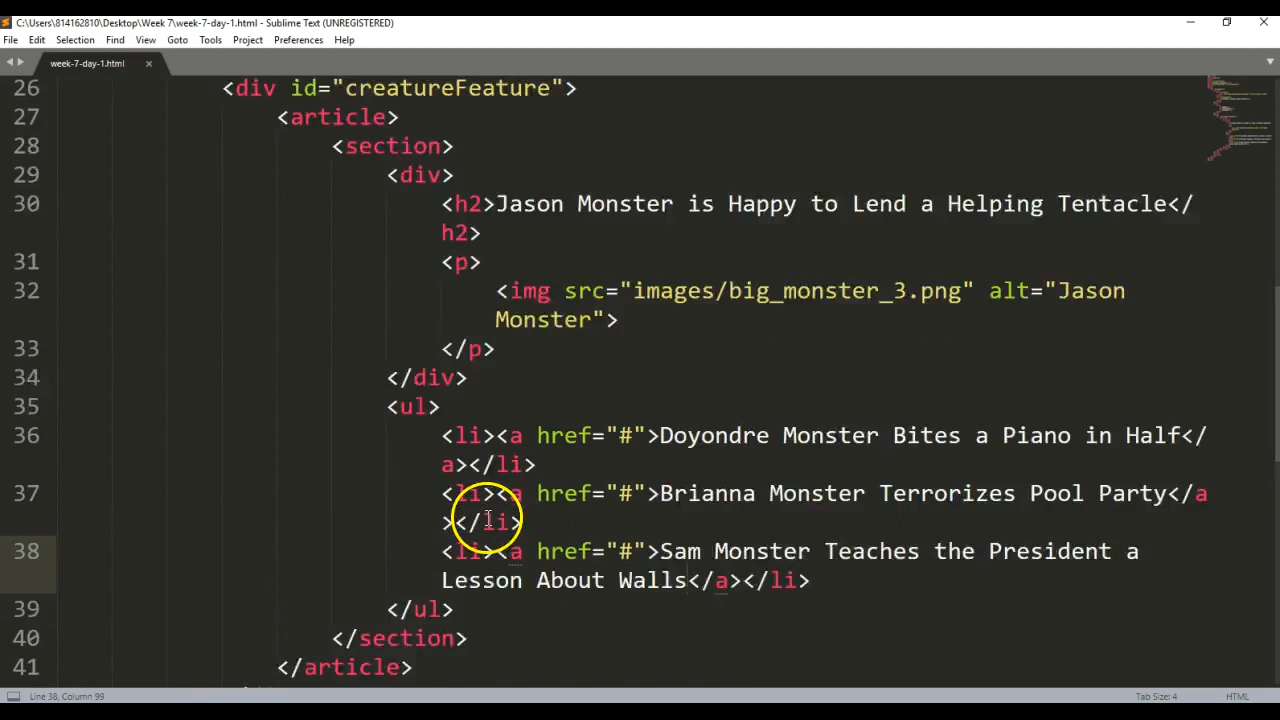 C:\Users\814162810\Desktop\Week 7\week-7-day-1.html - Sublime Text (UNREGISTERED)
File Edit Selection Find View Goto Tools Project Preferences Help
week-7-day-1.html
26 <div id="creatureFeature">
27 <article>
28 <section>
29 <div>
30 <h2>Jason Monster is Happy to Lend a Helping Tentacle</
h2>
31 <p>
32 <img src="images/big_monster_3.png" alt="Jason
Monster">
33 </p>
34 </div>
35 <ul>
36 <li><a href="#">Doyondre Monster Bites a Piano in Half</
a></li>
37 <li><a href="#">Brianna Monster Terrorizes Pool Party</a
></li>
38 <li><a href="#">Sam Monster Teaches the President a
Lesson About Walls</a></li>
39 </ul>
40 </section>
41 </article>
Line 38, Column 99 Tab Size: 4 HTML